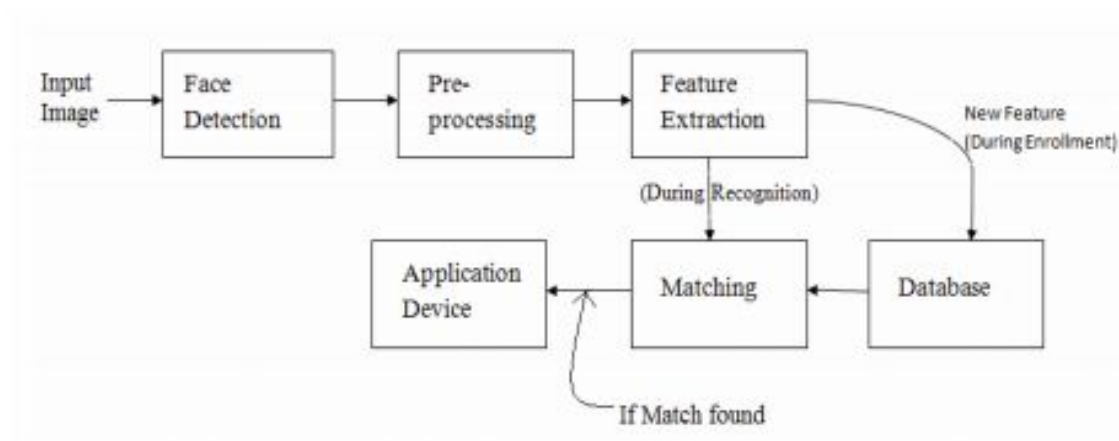 Input
Image
Face
Detection
Pre-
processing
Feature
Extraction
New Feature
(During Enrollment)
(During Recognition)
Application
Device
Matching
Database
If Match found